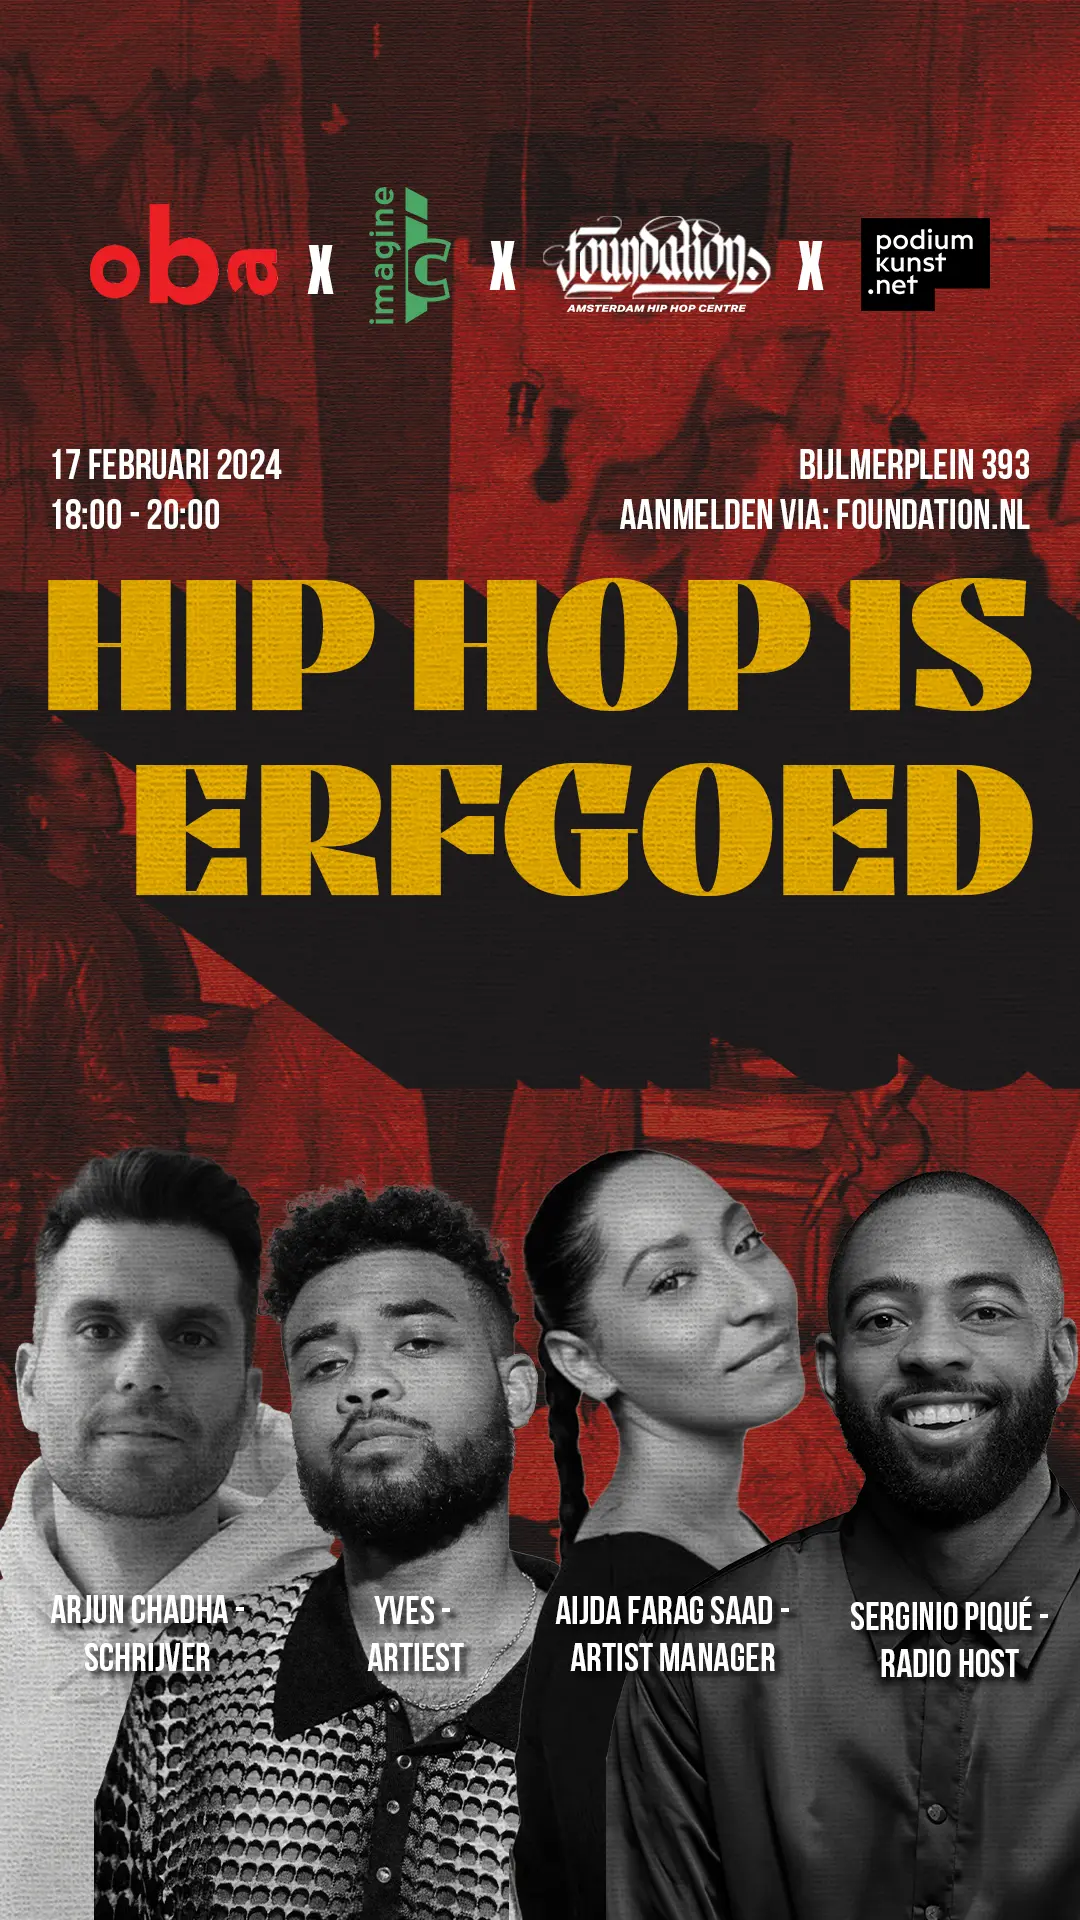 oba X imagine ic X Foundation. X podium
kunst
.net
AMSTERDAM HIP HOP CENTRE
17 FEBRUARI 2024
18:00 - 20:00
BIJLMERPLEIN 393
AANMELDEN VIA: FOUNDATION.NL
HIP HOP IS
ERFGOED
ARJUN CHADHA -
SCHRIJVER
YVES -
ARTIEST
AIJDA FARAG SAAD -
ARTIST MANAGER
SERGINIO PIQUÉ -
RADIO HOST